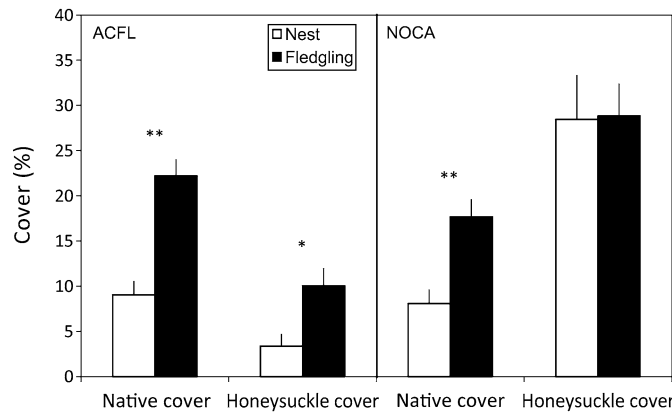 40
35
30
25
20
15
10
5
0
Cover (%)
ACFL
Nest
Fledgling
NOCA
**
*
**
Native cover Honeysuckle cover Native cover Honeysuckle cover